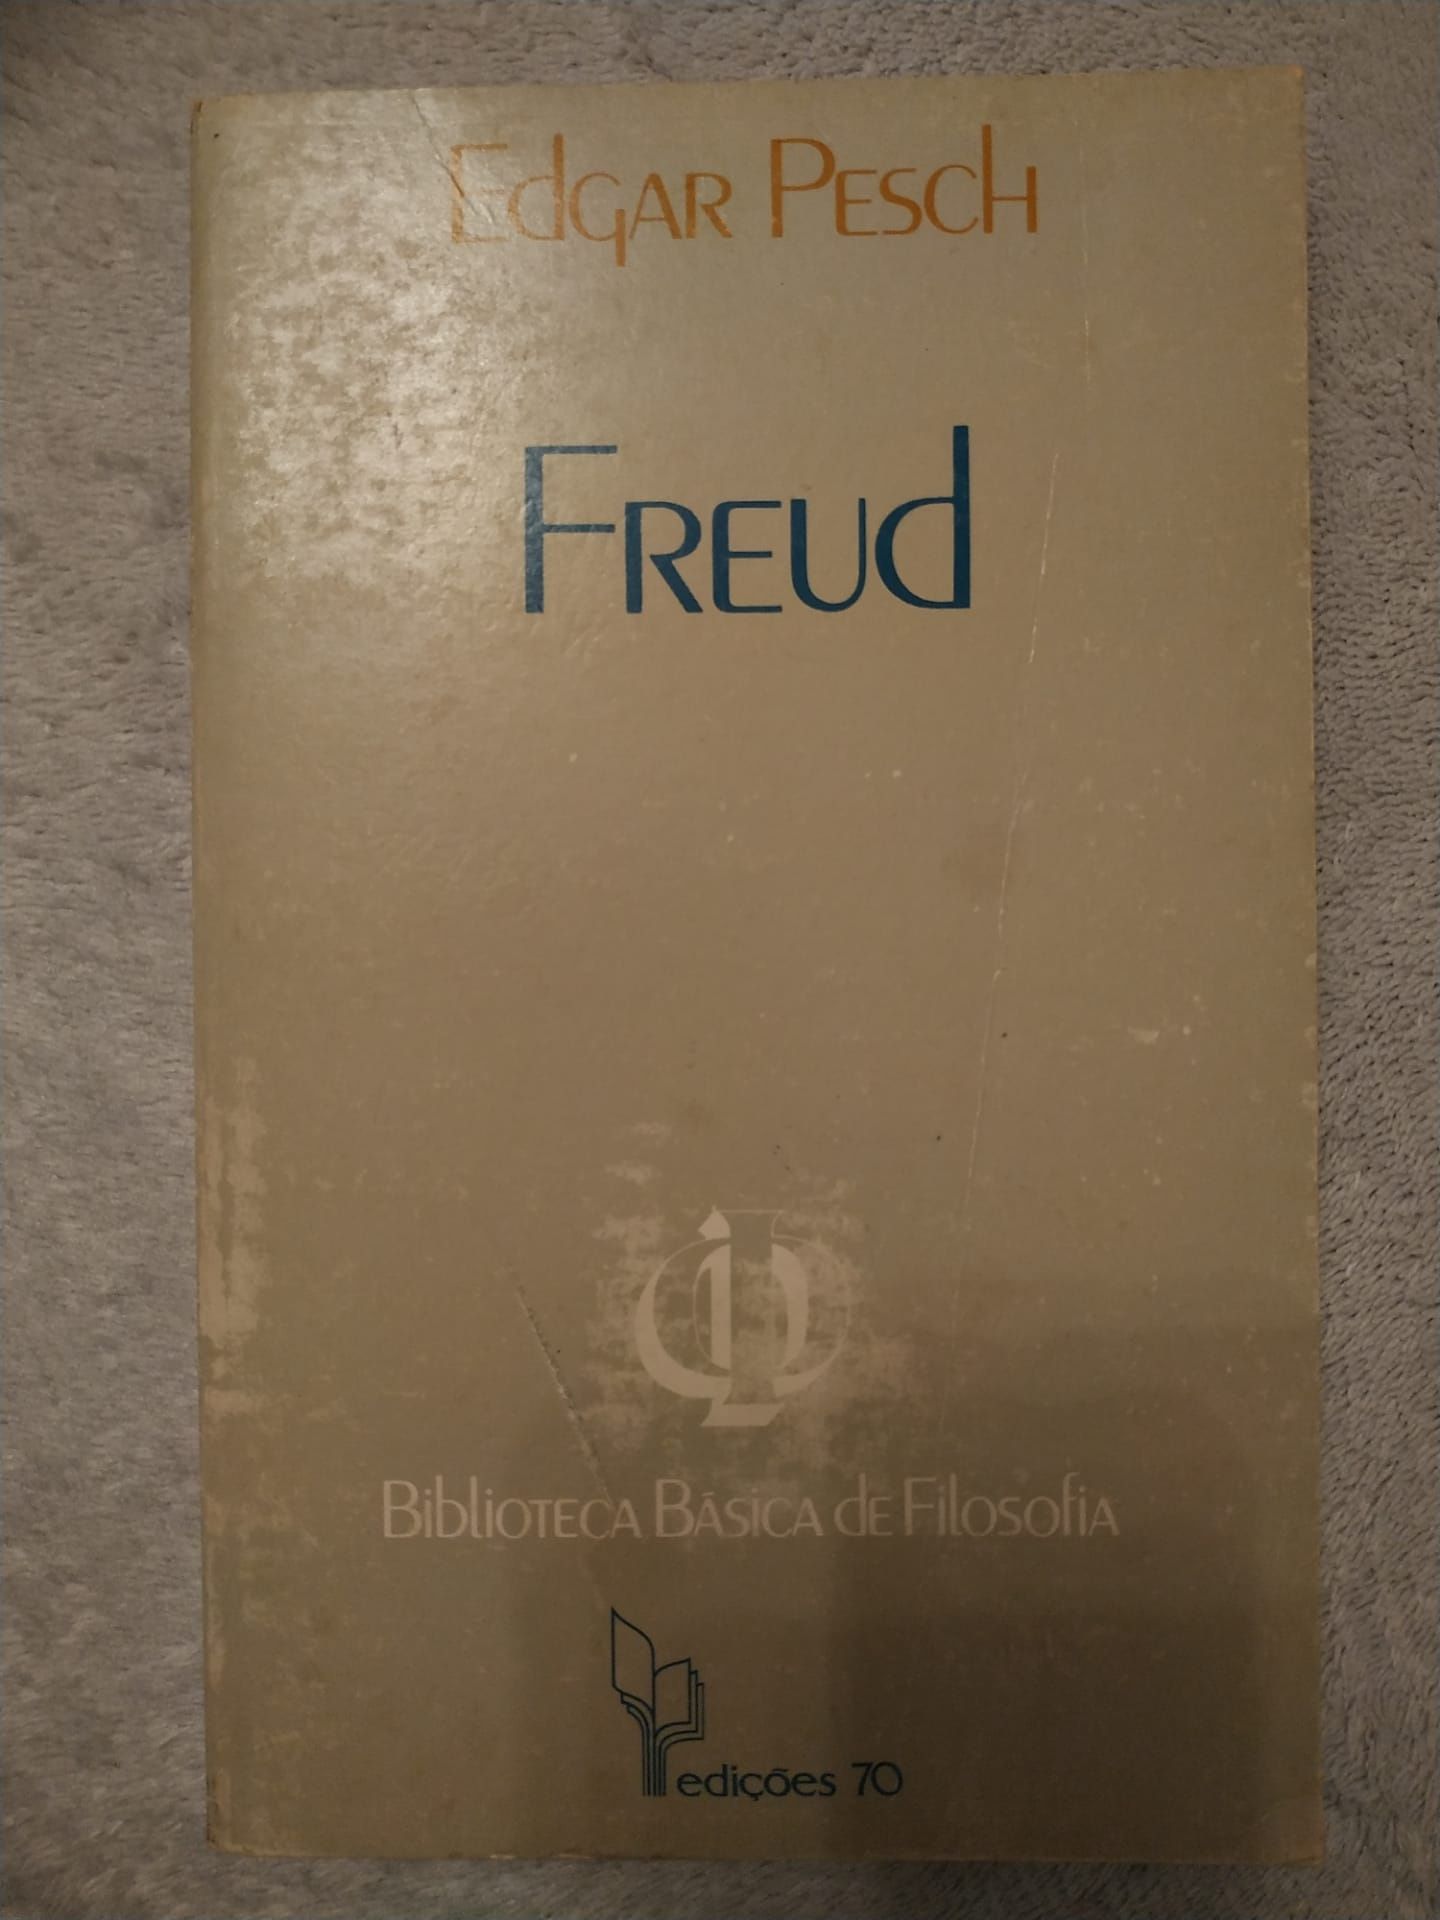 Edgar Pesch
Freud
Biblioteca Básica de Filosofia
edições 70